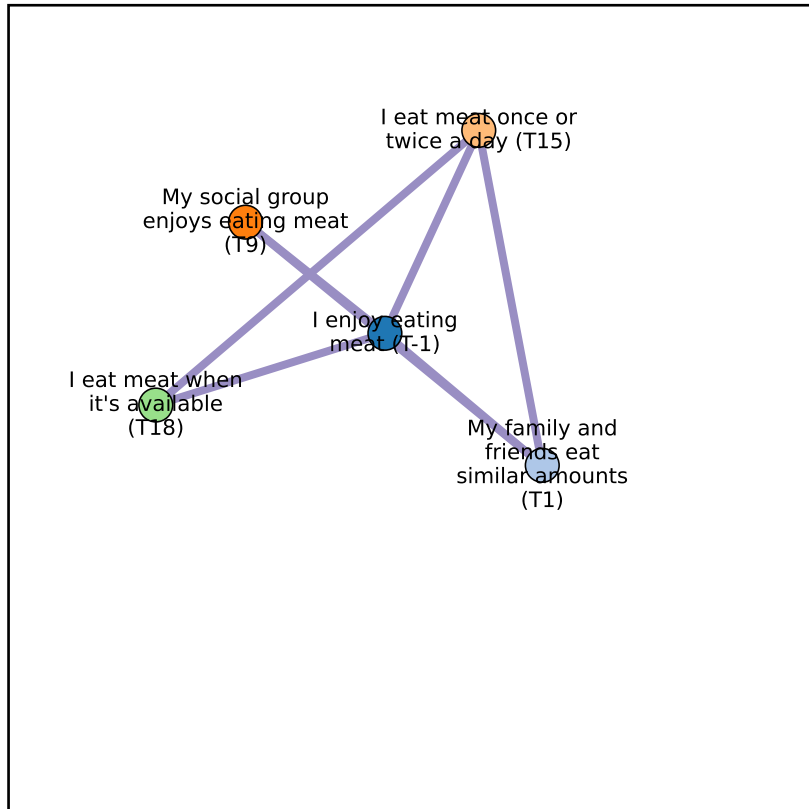 I eat meat once or
twice a day (T15)
My social group
enjoys eating meat
(T9)
I enjoy eating
meat (T-1)
I eat meat when
it's available
(T18)
My family and
friends eat
similar amounts
(T1)